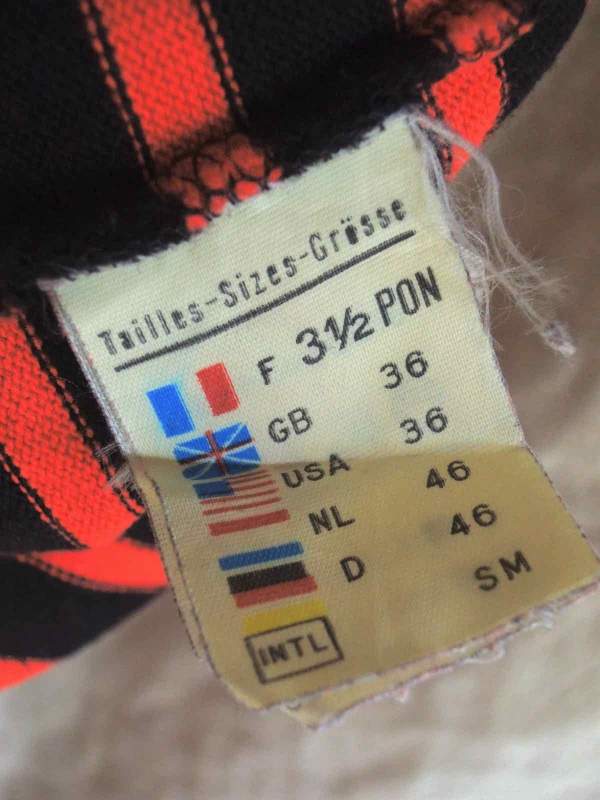 Tailles-Sizes-Grösse
F 3½ PON
GB 36
USA 36
NL 46
D 46
INTL SM